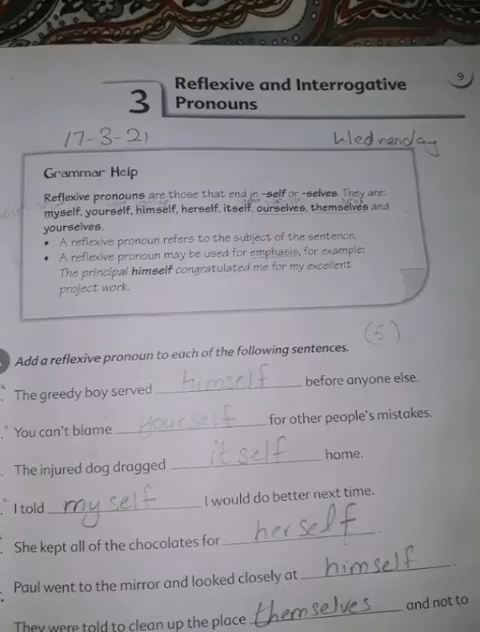 9
Reflexive and Interrogative
3 Pronouns
17-3-21 Wednesday
Grammar Help
Reflexive pronouns are those that end in -self or -selves. They are:
myself, yourself, himself, herself, itself, ourselves, themselves and
yourselves.
• A reflexive pronoun refers to the subject of the sentence.
• A reflexive pronoun may be used for emphasis, for example:
The principal himself congratulated me for my excellent
project work.
(5)
Add a reflexive pronoun to each of the following sentences.
The greedy boy served himself before anyone else.
You can't blame yourself for other people's mistakes.
The injured dog dragged itself home.
I told my self I would do better next time.
She kept all of the chocolates for herself.
Paul went to the mirror and looked closely at himself.
They were told to clean up the place themselves and not to